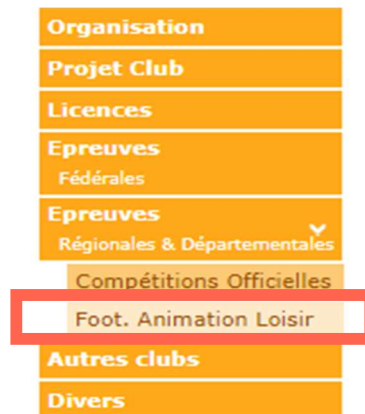 Organisation
Projet Club
Licences
Epreuves
Fédérales
Epreuves
Régionales & Départementales
Compétitions Officielles
Foot. Animation Loisir
Autres clubs
Divers